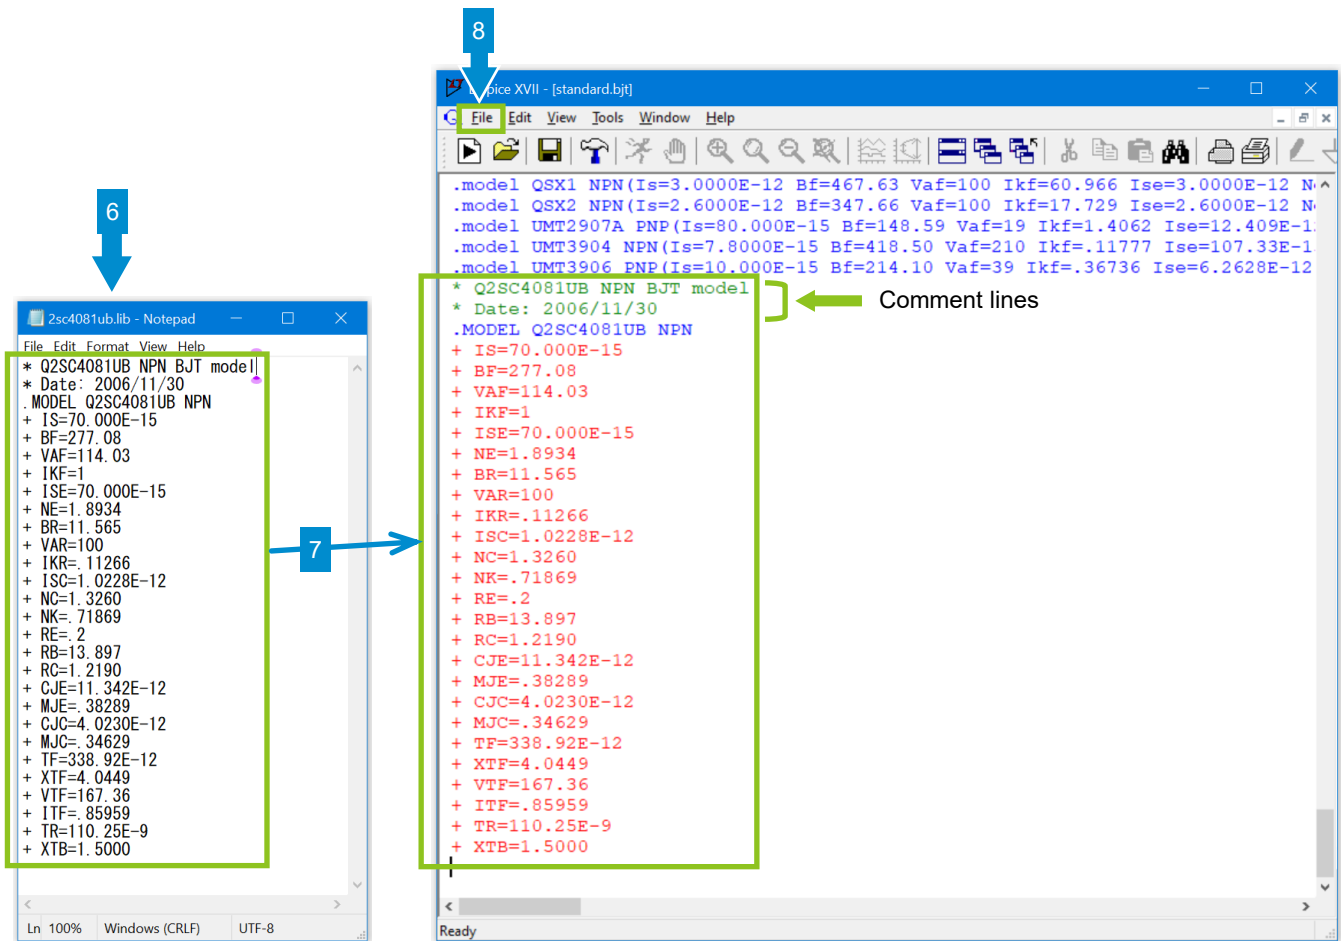 8
LTspice XVII - [standard.bjt]
File Edit View Tools Window Help
.model QSX1 NPN(Is=3.0000E-12 Bf=467.63 Vaf=100 Ikf=60.966 Ise=3.0000E-12
.model QSX2 NPN(Is=2.6000E-12 Bf=347.66 Vaf=100 Ikf=17.729 Ise=2.6000E-12
.model UMT2907A PNP(Is=80.000E-15 Bf=148.59 Vaf=19 Ikf=1.4062 Ise=12.409E-1
.model UMT3904 NPN(Is=7.8000E-12 Bf=418.50 Vaf=210 Ikf=.11777 Ise=107.33E-1
.model UMT3906 PNP(Is=10.000E-15 Bf=214.10 Vaf=39 Ikf=.36736 Ise=6.2628E-12
* Q2SC4081UB NPN BJT model
* Date: 2006/11/30
Comment lines
.MODEL Q2SC4081UB NPN
+ IS=70.000E-15
+ BF=277.08
+ VAF=114.03
+ IKF=1
+ ISE=70.000E-15
+ NE=1.8934
+ BR=11.565
+ VAR=100
+ IKR=.11266
+ ISC=1.0228E-12
+ NC=1.3260
+ NK=.71869
+ RE=.2
+ RB=13.897
+ RC=1.2190
+ CJE=11.342E-12
+ MJE=.38289
+ CJC=4.0230E-12
+ MJC=.34629
+ TF=338.92E-12
+ XTF=4.0449
+ VTF=167.36
+ ITF=.85959
+ TR=110.25E-9
+ XTB=1.5000
Ready
6
2sc4081ub.lib - Notepad
File Edit Format View Help
* Q2SC4081UB NPN BJT model
* Date: 2006/11/30
.MODEL Q2SC4081UB NPN
+ IS=70.000E-15
+ BF=277.08
+ VAF=114.03
+ IKF=1
+ ISE=70.000E-15
+ NE=1.8934
+ BR=11.565
+ VAR=100
+ IKR=.11266
+ ISC=1.0228E-12
+ NC=1.3260
+ NK=.71869
+ RE=.2
+ RB=13.897
+ RC=1.2190
+ CJE=11.342E-12
+ MJE=.38289
+ CJC=4.0230E-12
+ MJC=.34629
+ TF=338.92E-12
+ XTF=4.0449
+ VTF=167.36
+ ITF=.85959
+ TR=110.25E-9
+ XTB=1.5000
Ln 100% Windows (CRLF) UTF-8
7